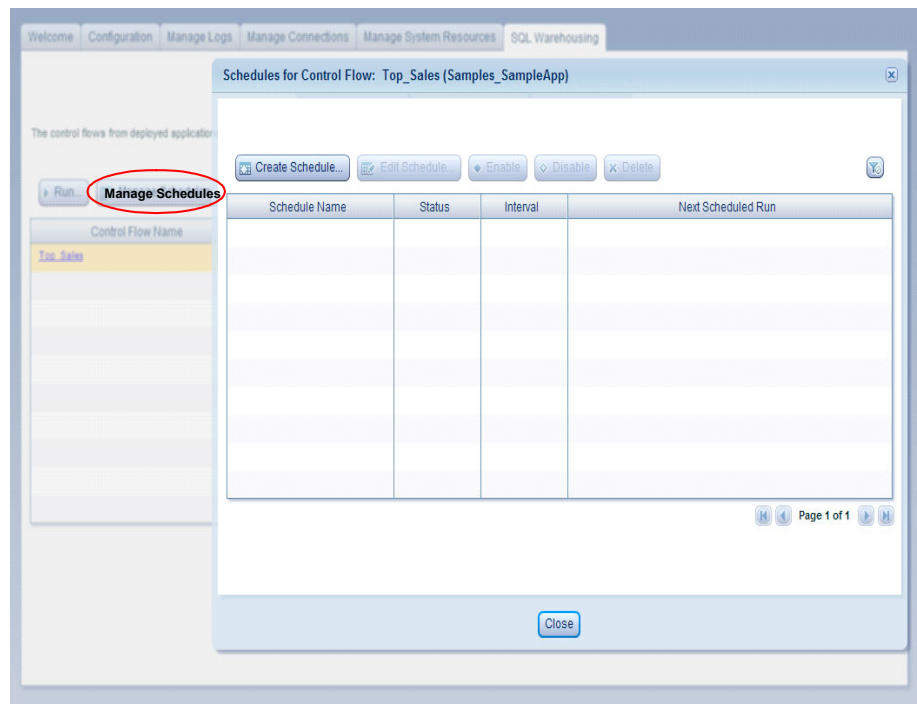 Welcome Configuration Manage Logs Manage Connections Manage System Resources SQL Warehousing
Schedules for Control Flow: Top_Sales (Samples_SampleApp)
The control flows from deployed application
Create Schedule... Edit Schedule... Enable Disable Delete
Run... Manage Schedules
Schedule Name Status Interval Next Scheduled Run
Control Flow Name
Top_Sales
Page 1 of 1
Close